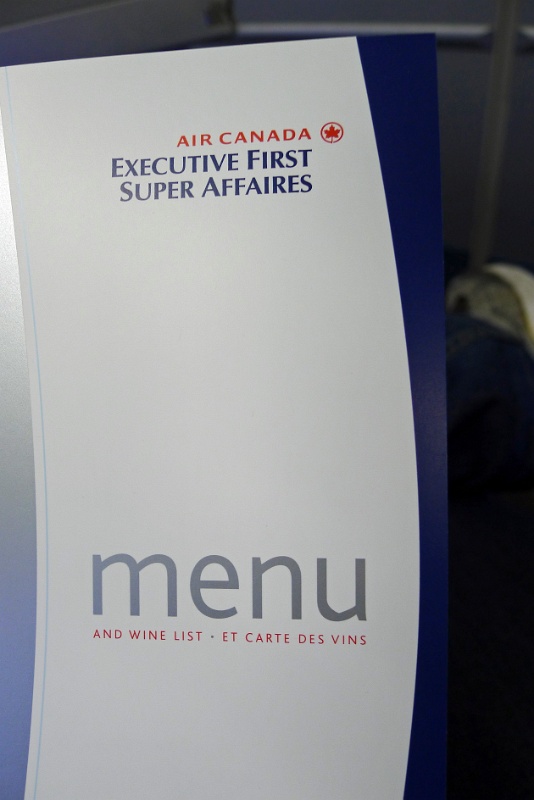 AIR CANADA
EXECUTIVE FIRST
SUPER AFFAIRES
menu
AND WINE LIST • ET CARTE DES VINS